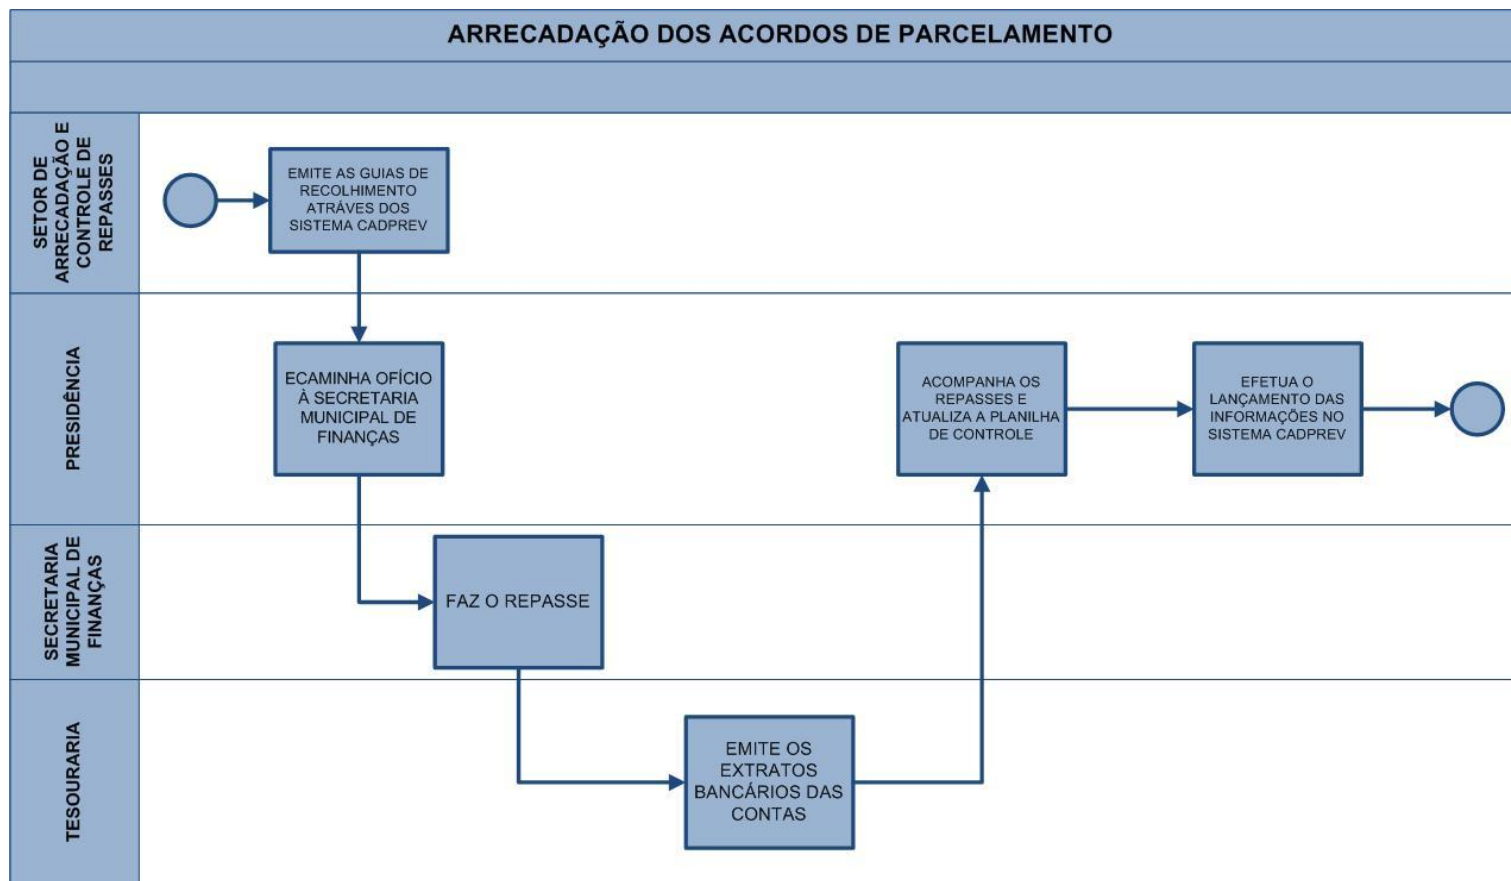 ARRECADAÇÃO DOS ACORDOS DE PARCELAMENTO
SETOR DE
ARRECADAÇÃO E
CONTROLE DE
REPASSES
EMITE AS GUIAS DE
RECOLHIMENTO
ATRÁVES DOS
SISTEMA CADPREV
PRESIDÊNCIA
ECAMINHA OFÍCIO
À SECRETARIA
MUNICIPAL DE
FINANÇAS
ACOMPANHA OS
REPASSES E
ATUALIZA A PLANILHA
DE CONTROLE
EFETUA O
LANÇAMENTO DAS
INFORMAÇÕES NO
SISTEMA CADPREV
SECRETARIA
MUNICIPAL DE
FINANÇAS
FAZ O REPASSE
TESOURARIA
EMITE OS
EXTRATOS
BANCÁRIOS DAS
CONTAS